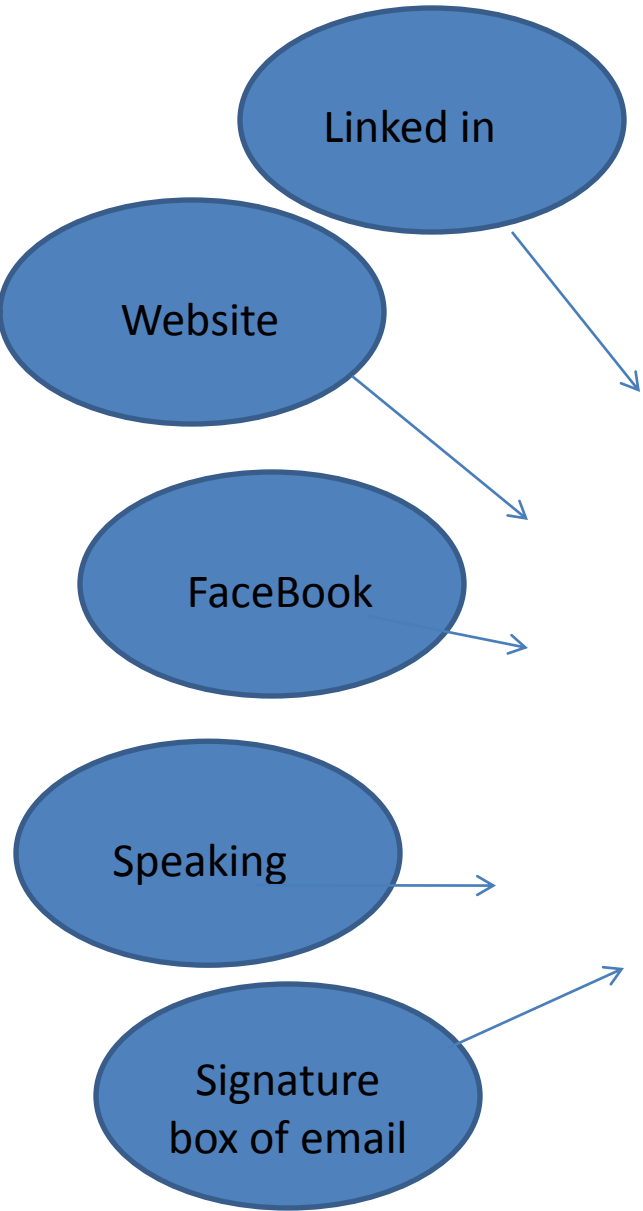 Linked in
Website
FaceBook
Speaking
Signature
box of email